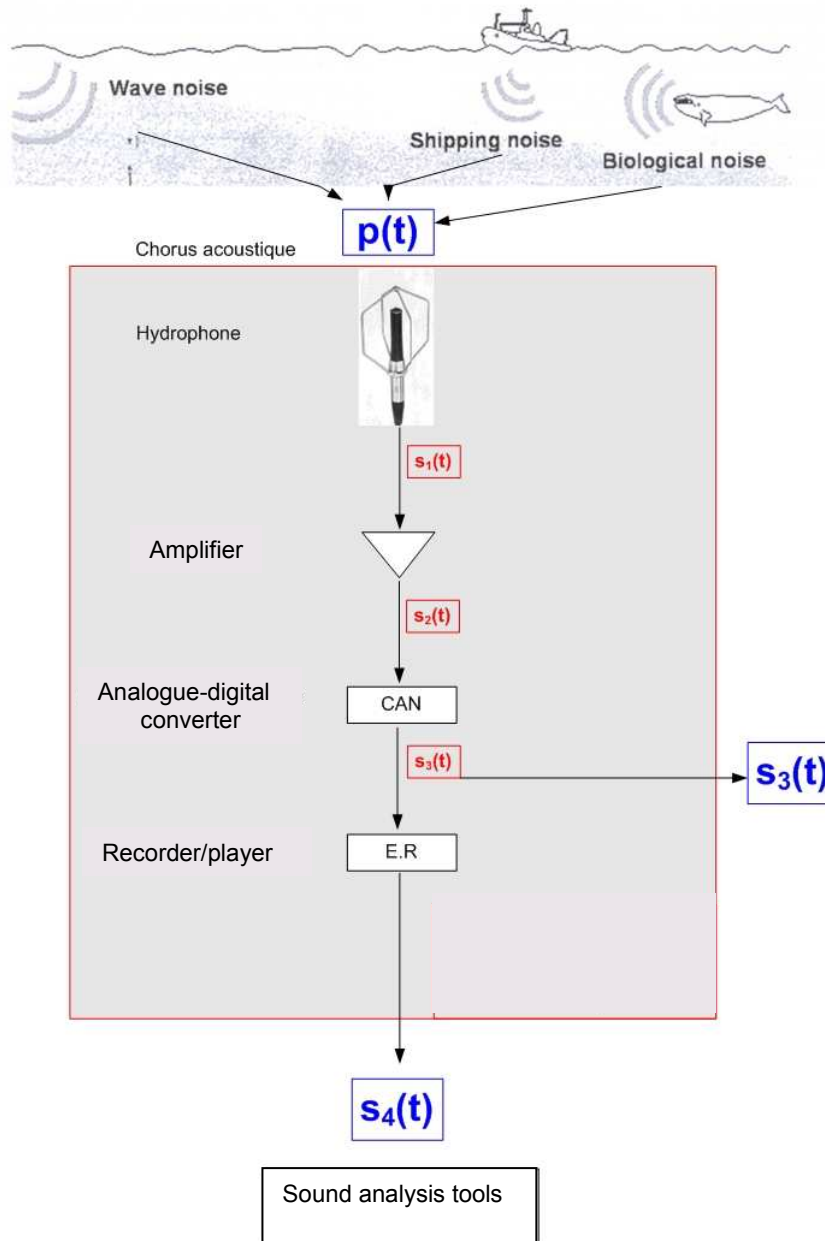 Wave noise
Shipping noise
Biological noise
p(t)
Chorus acoustique
Hydrophone
s₁(t)
Amplifier
s₂(t)
Analogue-digital
converter
CAN
s₃(t)
s₃(t)
Recorder/player
E.R
s₄(t)
Sound analysis tools